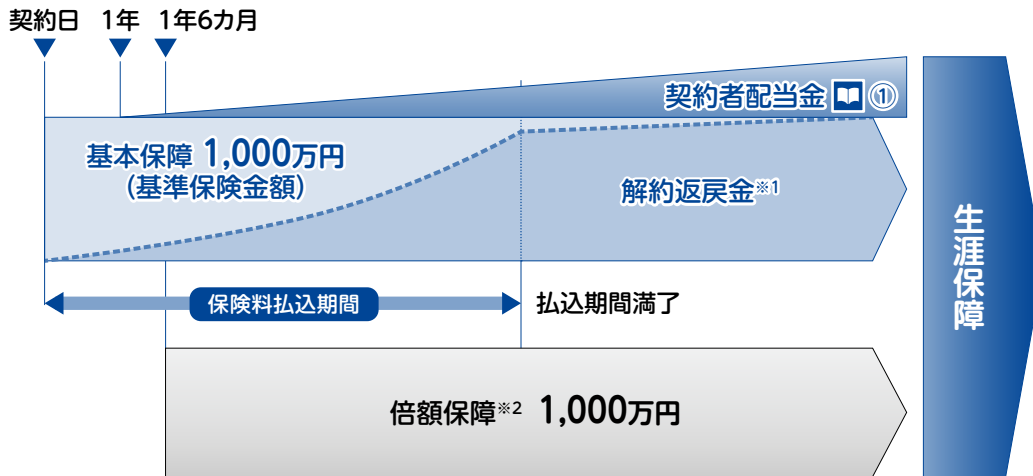 契約日 1年 1年6カ月
契約者配当金 ①
基本保障 1,000万円
(基準保険金額)
解約返戻金※1
保険料払込期間
払込期間満了
倍額保障※2 1,000万円
生涯保障